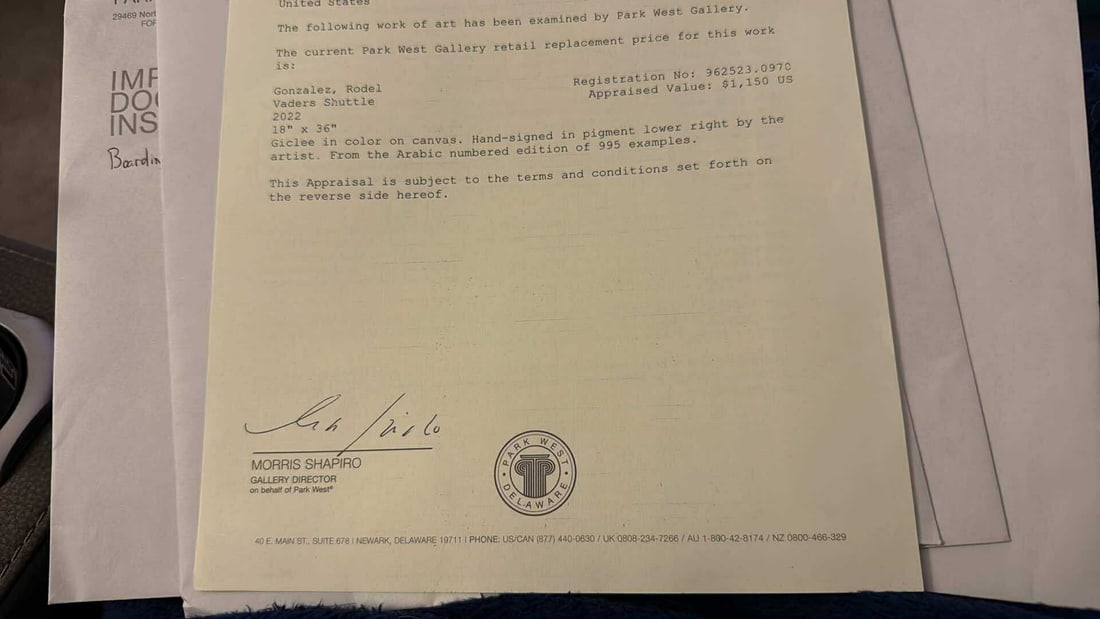 29469 Nort
FOR
IMP
DOC
INS
Boardin
United States
The following work of art has been examined by Park West Gallery.
The current Park West Gallery retail replacement price for this work
is:
Gonzalez, Rodel
Vaders Shuttle
2022
18" x 36"
Registration No: 962523.0970
Appraised Value: $1,150 US
Giclee in color on canvas. Hand-signed in pigment lower right by the
artist. From the Arabic numbered edition of 995 examples.
This Appraisal is subject to the terms and conditions set forth on
the reverse side hereof.
MORRIS SHAPIRO
GALLERY DIRECTOR
on behalf of Park West®
PARK WEST
DELAWARE
40 E. MAIN ST., SUITE 678 | NEWARK, DELAWARE 19711 | PHONE: US/CAN (877) 440-0630 / UK 0808-234-7266 / AU 1-800-42-8174 / NZ 0800-466-329